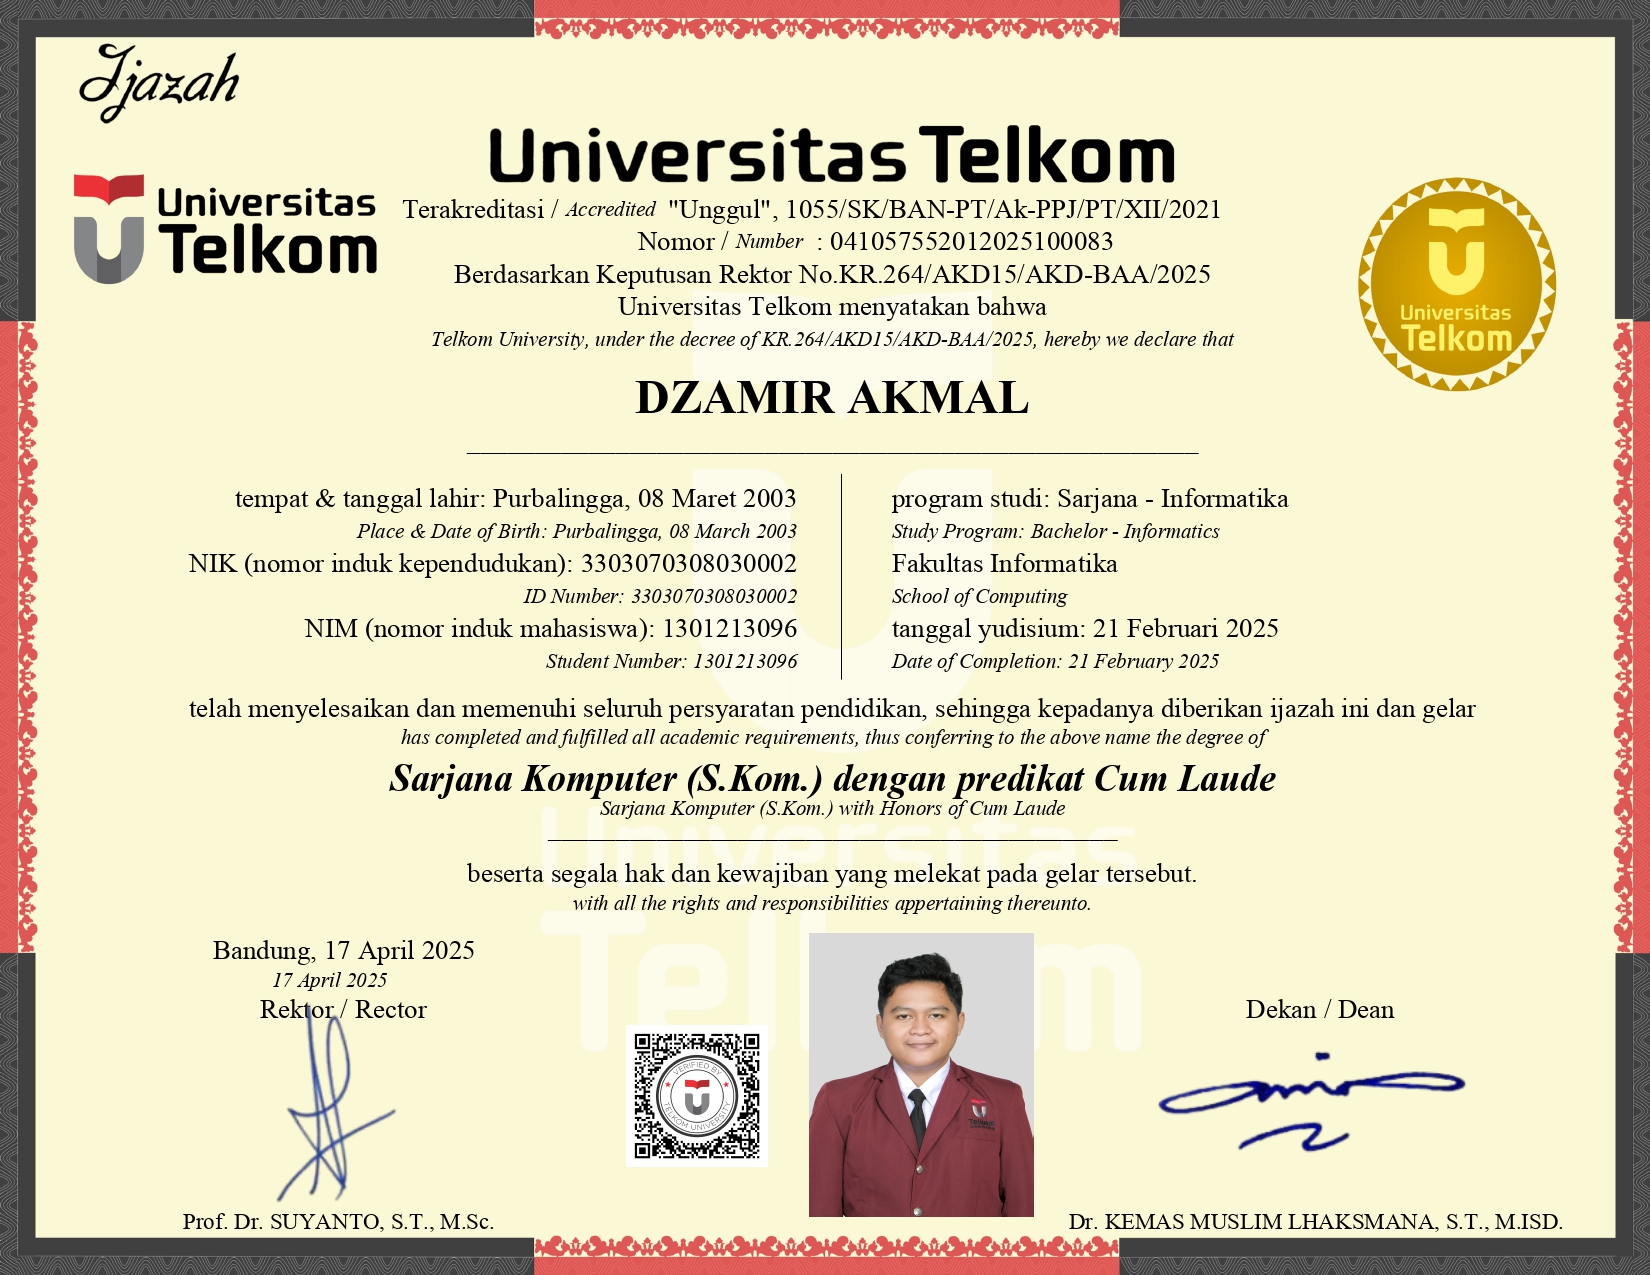 Ijazah
Universitas Telkom
Universitas
Telkom
Terakreditasi / Accredited "Unggul", 1055/SK/BAN-PT/Ak-PPJ/PT/XII/2021
Nomor / Number : 041057552012025100083
Berdasarkan Keputusan Rektor No.KR.264/AKD15/AKD-BAA/2025
Universitas Telkom menyatakan bahwa
Telkom University, under the decree of KR.264/AKD15/AKD-BAA/2025, hereby we declare that
Universitas
Telkom
DZAMIR AKMAL
tempat & tanggal lahir: Purbalingga, 08 Maret 2003
Place & Date of Birth: Purbalingga, 08 March 2003
NIK (nomor induk kependudukan): 3303070308030002
ID Number: 3303070308030002
NIM (nomor induk mahasiswa): 1301213096
Student Number: 1301213096
program studi: Sarjana - Informatika
Study Program: Bachelor - Informatics
Fakultas Informatika
School of Computing
tanggal yudisium: 21 Februari 2025
Date of Completion: 21 February 2025
telah menyelesaikan dan memenuhi seluruh persyaratan pendidikan, sehingga kepadanya diberikan ijazah ini dan gelar
has completed and fulfilled all academic requirements, thus conferring to the above name the degree of
Sarjana Komputer (S.Kom.) dengan predikat Cum Laude
Sarjana Komputer (S.Kom.) with Honors of Cum Laude
Universitas
Telkom
beserta segala hak dan kewajiban yang melekat pada gelar tersebut.
with all the rights and responsibilities appertaining thereunto.
Bandung, 17 April 2025
17 April 2025
Rektor / Rector
Prof. Dr. SUYANTO, S.T., M.Sc.
VERIFIED BY
TELKOM UNIVERSITY
Dekan / Dean
Dr. KEMAS MUSLIM LHAKSMANA, S.T., M.ISD.